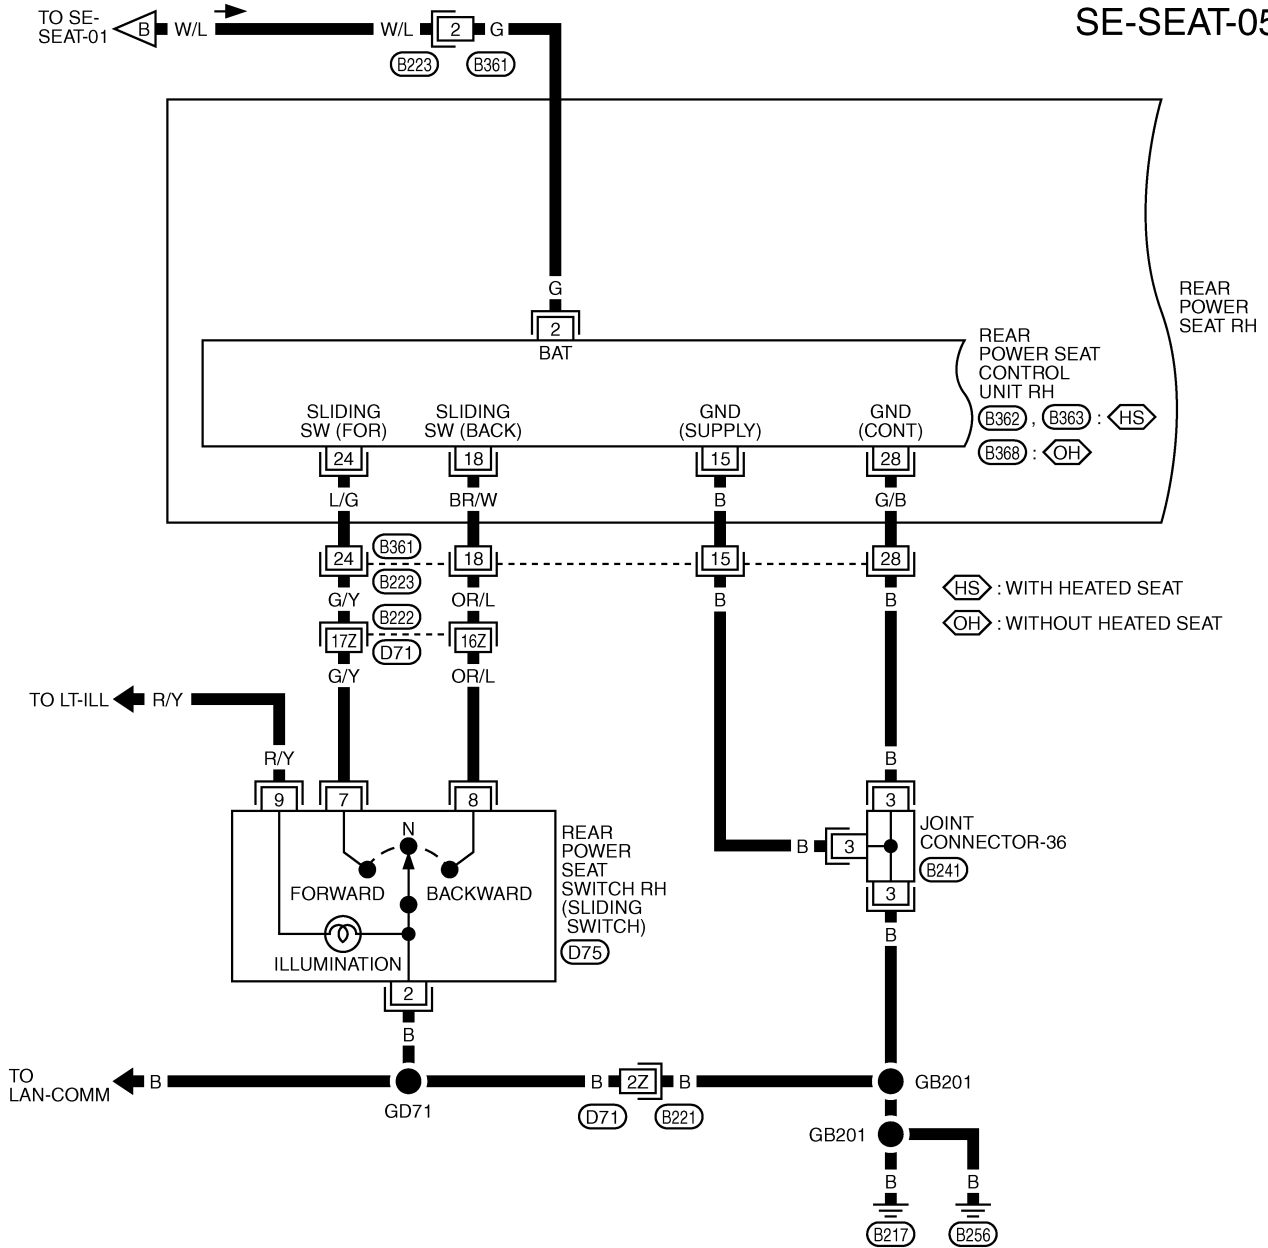 SE-SEAT-05
TO SE-
SEAT-01
B
W/L
W/L
2
G
B223
B361
G
2
BAT
REAR
POWER
SEAT RH
REAR
POWER SEAT
CONTROL
UNIT RH
B362 , B363 : HS
B368 : OH
SLIDING
SW (FOR)
SLIDING
SW (BACK)
GND
(SUPPLY)
GND
(CONT)
24
18
15
28
L/G
BR/W
B
G/B
B361
24
18
15
28
B223
HS : WITH HEATED SEAT
G/Y
OR/L
B
B
B222
OH : WITHOUT HEATED SEAT
17Z
16Z
D71
G/Y
OR/L
TO LT-ILL
R/Y
R/Y
B
9
7
8
3
N
FORWARD
BACKWARD
ILLUMINATION
REAR
POWER
SEAT
SWITCH RH
(SLIDING
SWITCH)
D75
B
3
JOINT
CONNECTOR-36
B241
3
B
2
B
TO
LAN-COMM
B
GD71
B
2Z
B
D71
B221
GB201
GB201
B
B
B217
B256